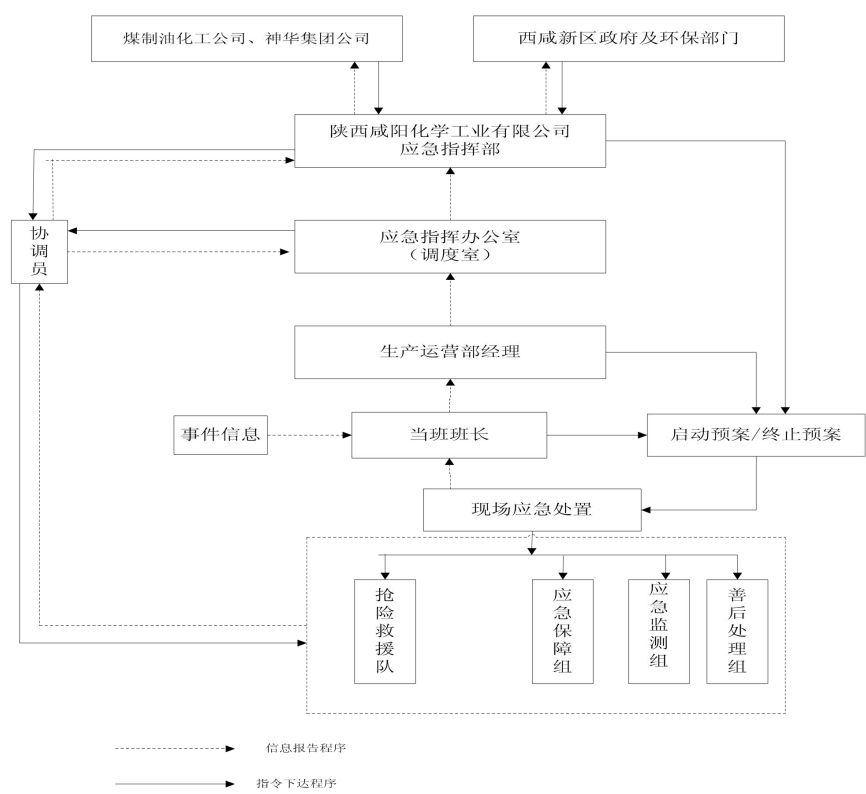 煤制油化工公司、神华集团公司
西咸新区政府及环保部门
陕西咸阳化学工业有限公司
应急指挥部
协调员
应急指挥办公室
（调度室）
生产运营部经理
事件信息
当班班长
启动预案/终止预案
现场应急处置
抢险救援队
应急保障组
应急监测组
善后处理组
信息报告程序
指令下达程序